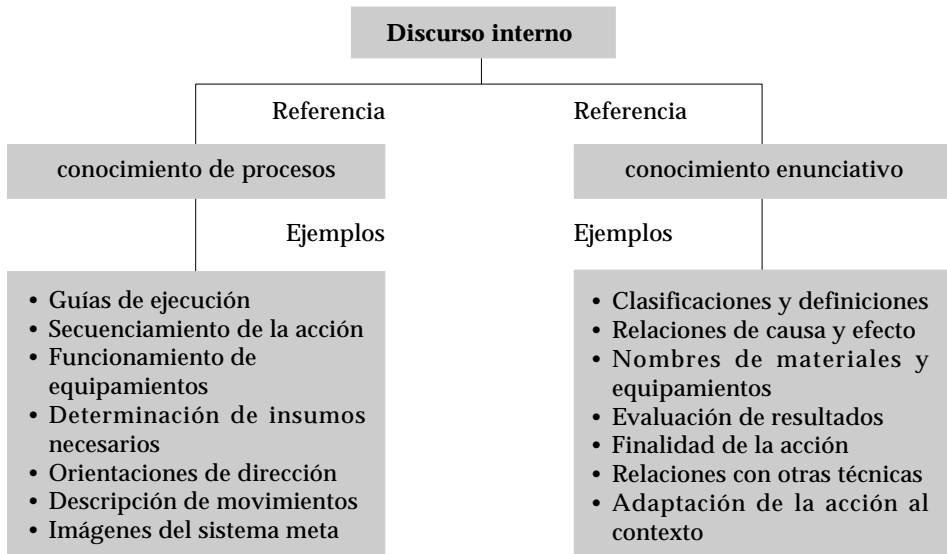 Discurso interno
Referencia
Referencia
conocimiento de procesos
conocimiento enunciativo
Ejemplos
Ejemplos
• Guías de ejecución
• Secuenciamiento de la acción
• Funcionamiento de
equipamientos
• Determinación de insumos
necesarios
• Orientaciones de dirección
• Descripción de movimientos
• Imágenes del sistema meta
• Clasificaciones y definiciones
• Relaciones de causa y efecto
• Nombres de materiales y
equipamientos
• Evaluación de resultados
• Finalidad de la acción
• Relaciones con otras técnicas
• Adaptación de la acción al
contexto